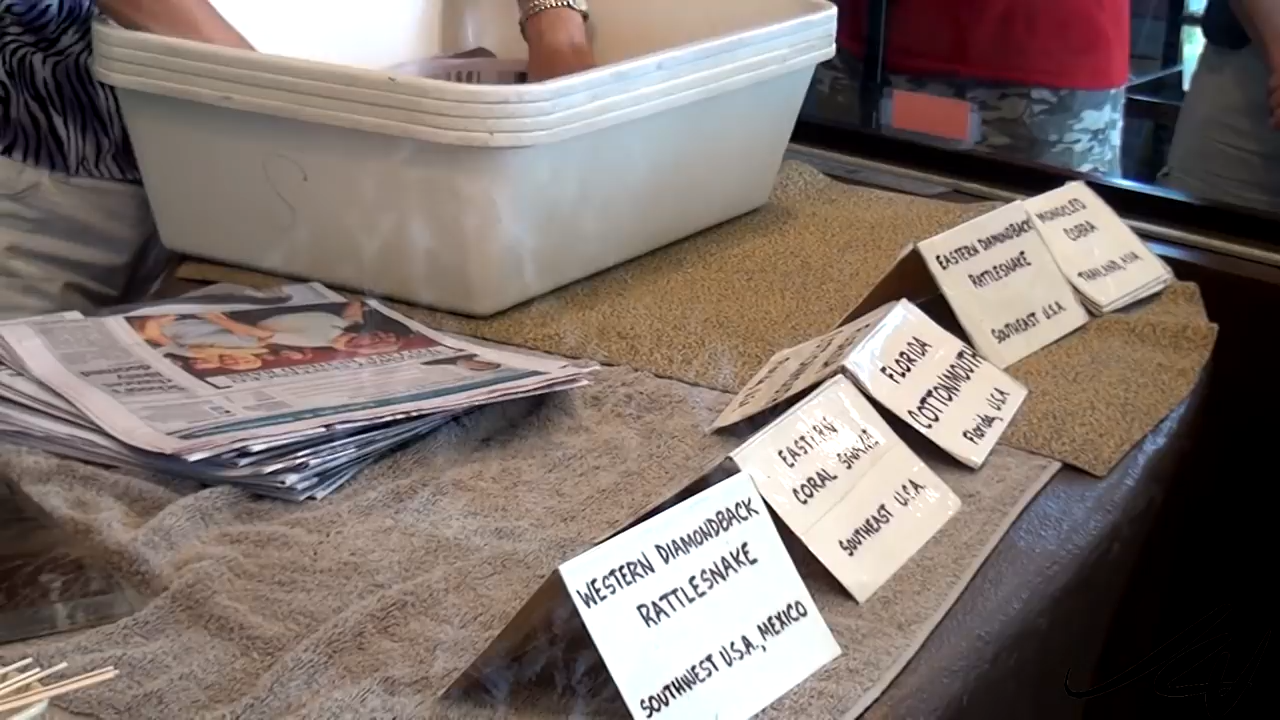 WESTERN DIAMONDBACK
RATTLESNAKE
SOUTHWEST U.S.A., MEXICO
EASTERN
CORAL SNAKE
SOUTHEAST U.S.A.
FLORIDA
COTTONMOUTH
Florida, USA
EASTERN DIAMONDBACK
RATTLESNAKE
SOUTHEAST U.S.A
MONOCLED
COBRA
THAILAND, ASIA